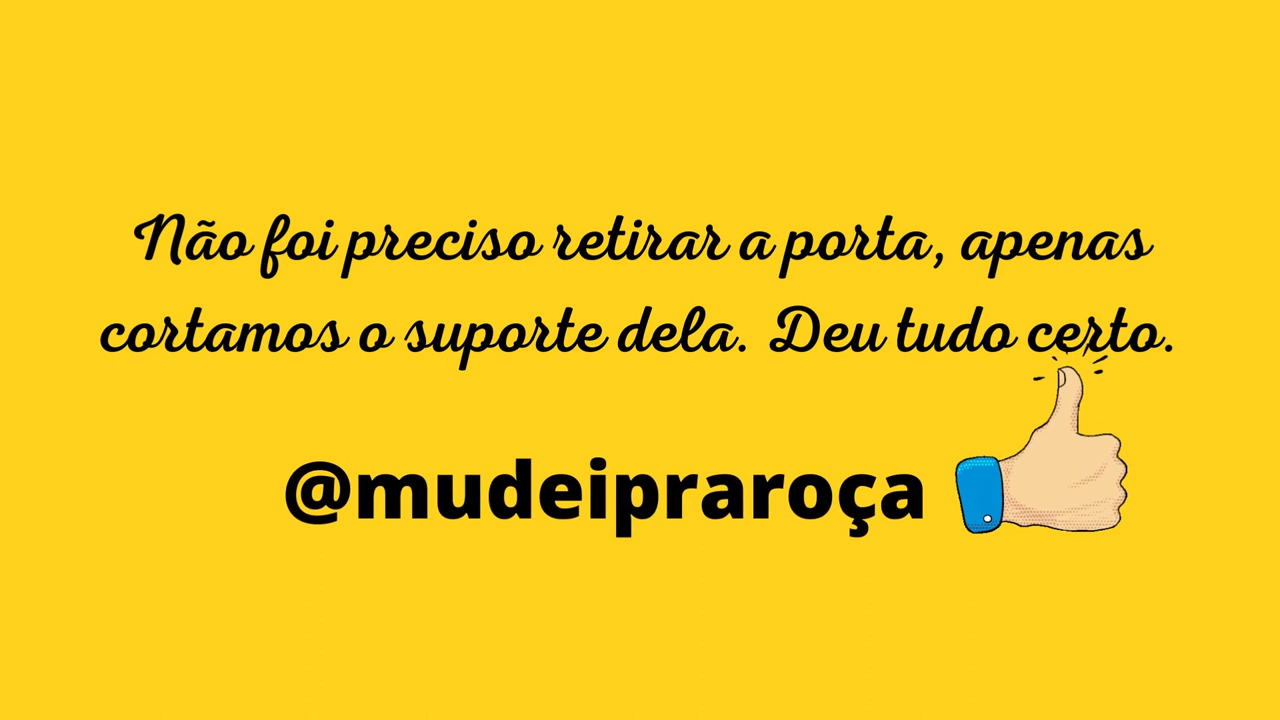 Não foi preciso retirar a porta, apenas
cortamos o suporte dela. Deu tudo certo.
@mudeipraroça